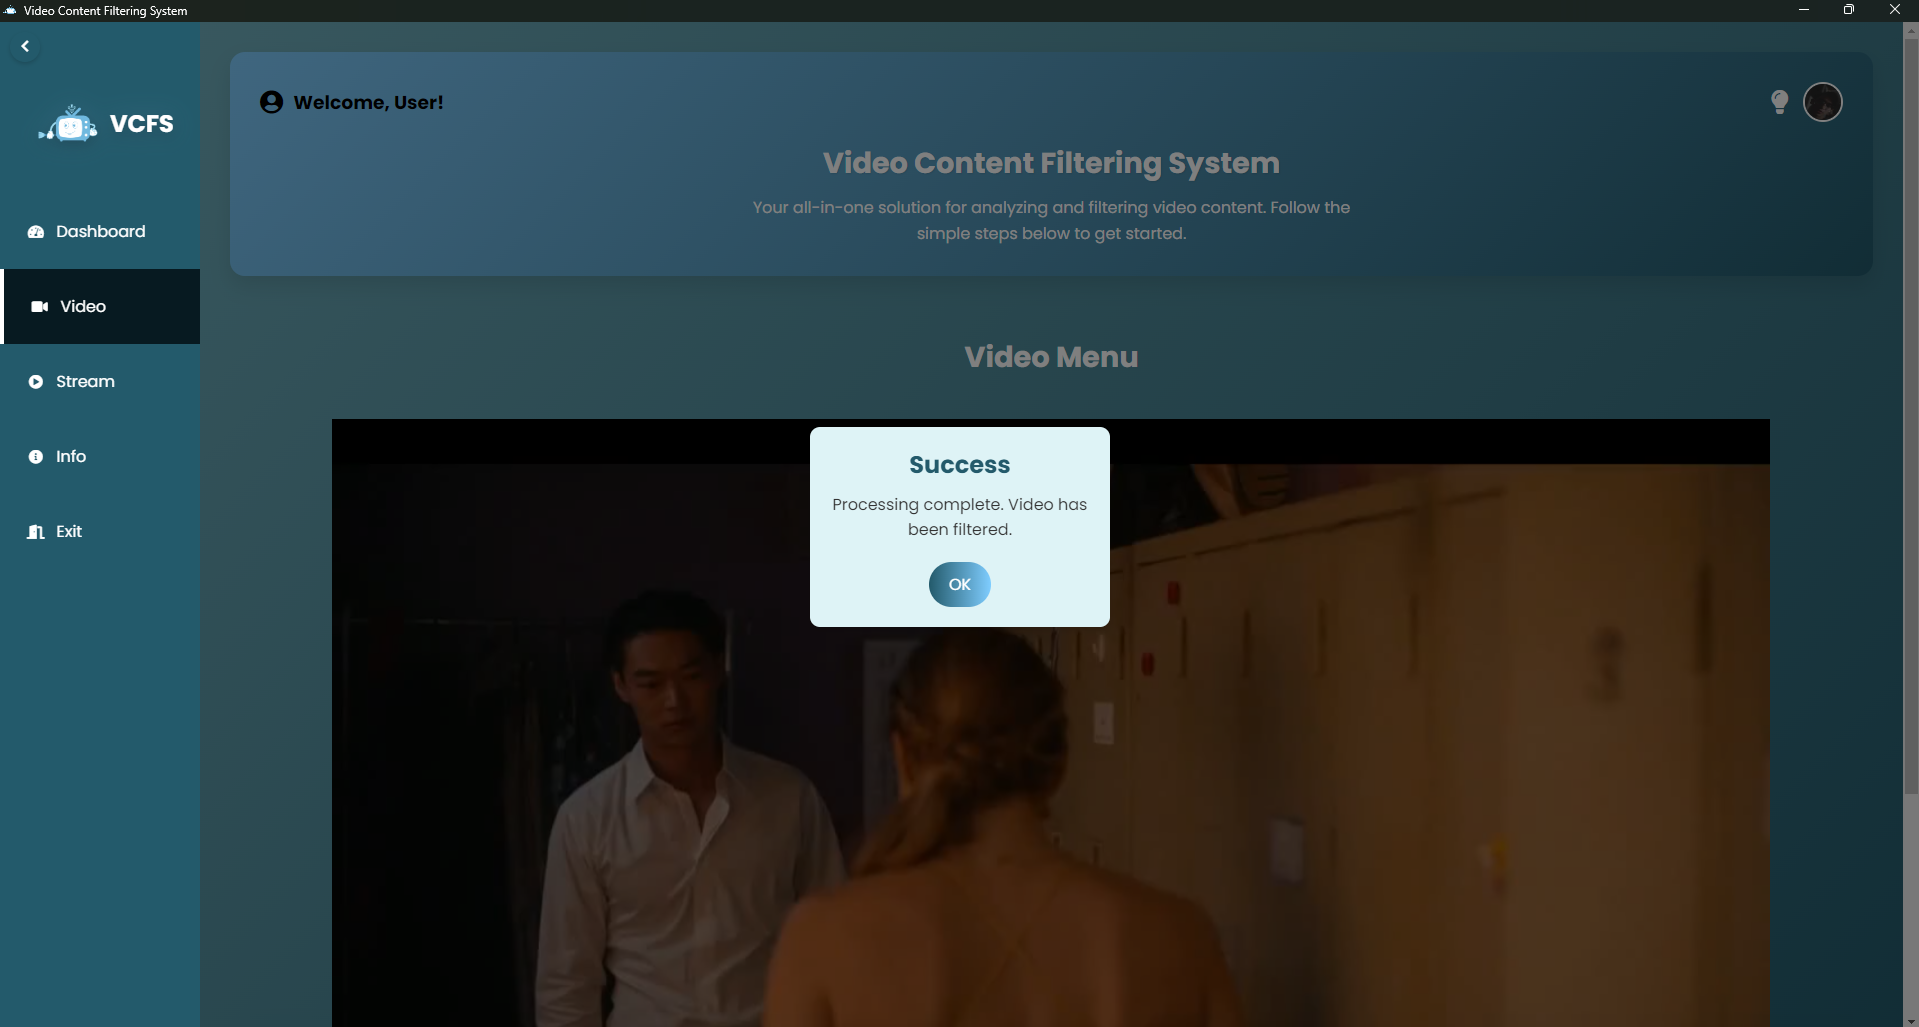 Video Content Filtering System
VCFS
Dashboard
Video
Stream
Info
Exit
Welcome, User!
Video Content Filtering System
Your all-in-one solution for analyzing and filtering video content. Follow the
simple steps below to get started.
Video Menu
Success
Processing complete. Video has
been filtered.
OK